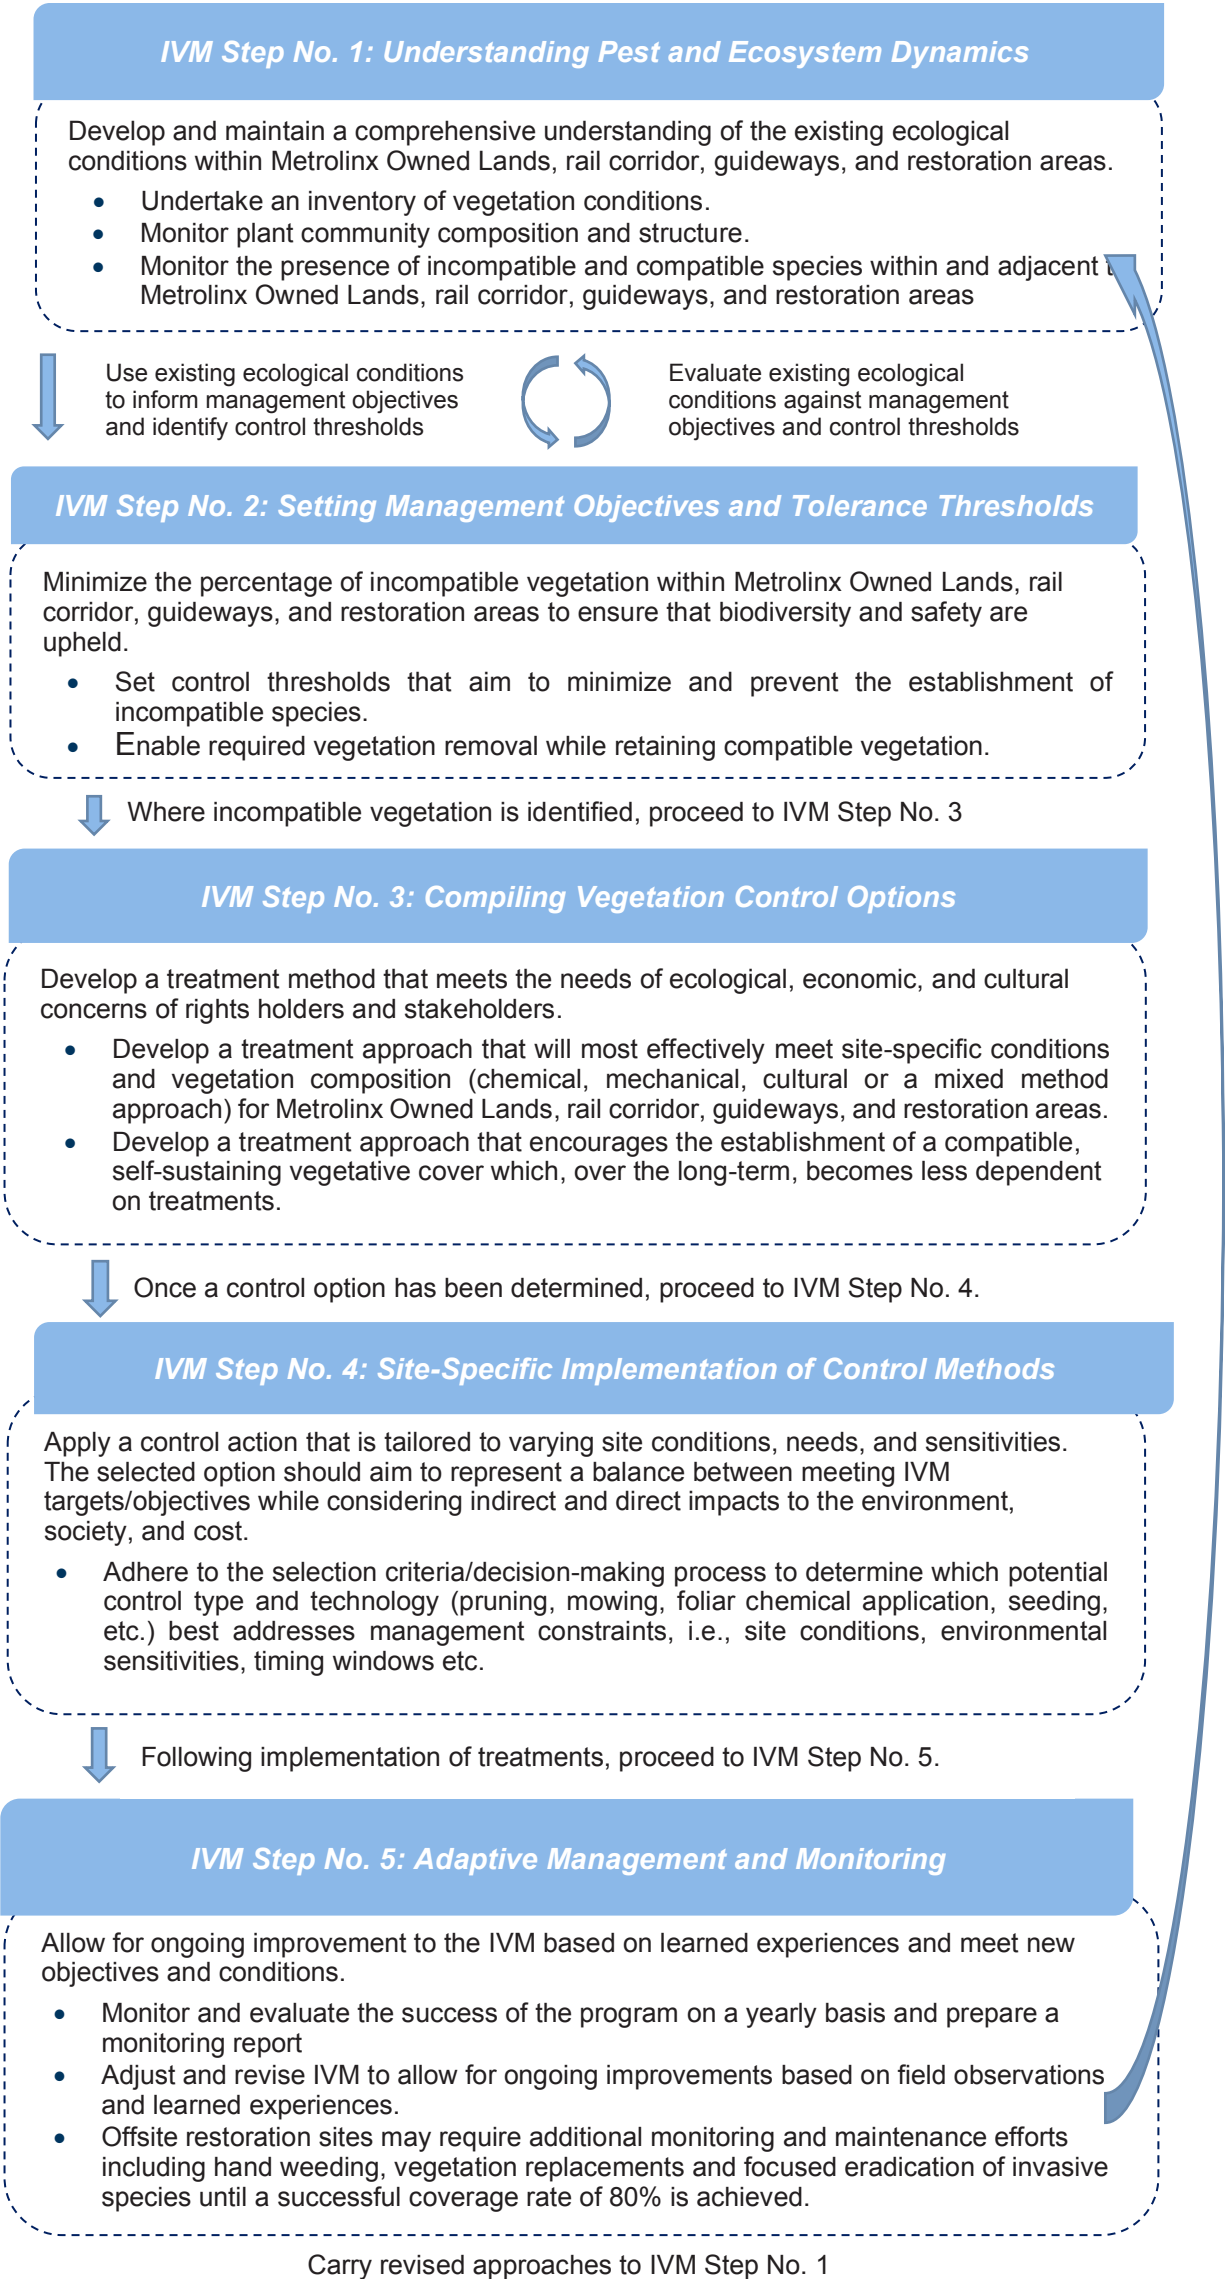 IVM Step No. 1: Understanding Pest and Ecosystem Dynamics
Develop and maintain a comprehensive understanding of the existing ecological
conditions within Metrolinx Owned Lands, rail corridor, guideways, and restoration areas.
• Undertake an inventory of vegetation conditions.
• Monitor plant community composition and structure.
• Monitor the presence of incompatible and compatible species within and adjacent
Metrolinx Owned Lands, rail corridor, guideways, and restoration areas
Use existing ecological conditions
to inform management objectives
and identify control thresholds
Evaluate existing ecological
conditions against management
objectives and control thresholds
IVM Step No. 2: Setting Management Objectives and Tolerance Thresholds
Minimize the percentage of incompatible vegetation within Metrolinx Owned Lands, rail
corridor, guideways, and restoration areas to ensure that biodiversity and safety are
upheld.
• Set control thresholds that aim to minimize and prevent the establishment of
incompatible species.
• Enable required vegetation removal while retaining compatible vegetation.
Where incompatible vegetation is identified, proceed to IVM Step No. 3
IVM Step No. 3: Compiling Vegetation Control Options
Develop a treatment method that meets the needs of ecological, economic, and cultural
concerns of rights holders and stakeholders.
• Develop a treatment approach that will most effectively meet site-specific conditions
and vegetation composition (chemical, mechanical, cultural or a mixed method
approach) for Metrolinx Owned Lands, rail corridor, guideways, and restoration areas.
• Develop a treatment approach that encourages the establishment of a compatible,
self-sustaining vegetative cover which, over the long-term, becomes less dependent
on treatments.
Once a control option has been determined, proceed to IVM Step No. 4.
IVM Step No. 4: Site-Specific Implementation of Control Methods
Apply a control action that is tailored to varying site conditions, needs, and sensitivities.
The selected option should aim to represent a balance between meeting IVM
targets/objectives while considering indirect and direct impacts to the environment,
society, and cost.
• Adhere to the selection criteria/decision-making process to determine which potential
control type and technology (pruning, mowing, foliar chemical application, seeding,
etc.) best addresses management constraints, i.e., site conditions, environmental
sensitivities, timing windows etc.
Following implementation of treatments, proceed to IVM Step No. 5.
IVM Step No. 5: Adaptive Management and Monitoring
Allow for ongoing improvement to the IVM based on learned experiences and meet new
objectives and conditions.
• Monitor and evaluate the success of the program on a yearly basis and prepare a
monitoring report
• Adjust and revise IVM to allow for ongoing improvements based on field observations
and learned experiences.
• Offsite restoration sites may require additional monitoring and maintenance efforts
including hand weeding, vegetation replacements and focused eradication of invasive
species until a successful coverage rate of 80% is achieved.
Carry revised approaches to IVM Step No. 1